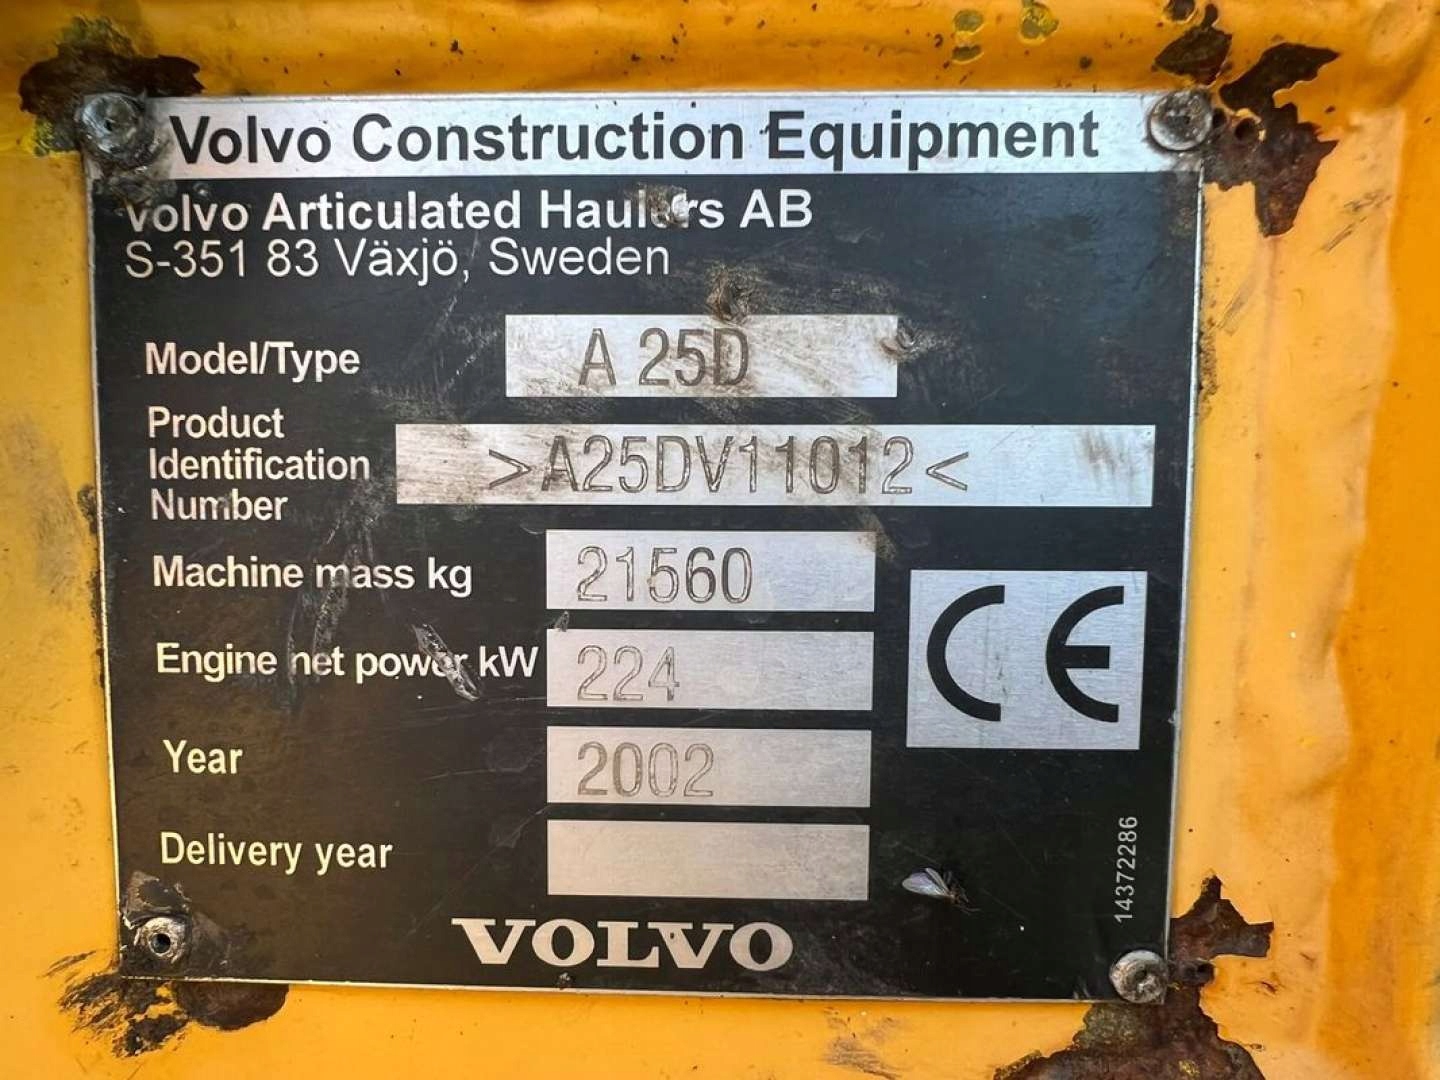 Volvo Construction Equipment
Volvo Articulated Haulers AB
S-351 83 Växjö, Sweden
Model/Type A 25D
Product
Identification
Number
>A25DV11012<
Machine mass kg 21560
Engine net power kW 224
Year 2002
Delivery year
CE
14372286
VOLVO